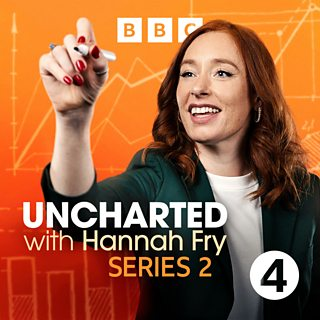 BBC
UNCHARTED
with Hannah Fry
SERIES 2
4